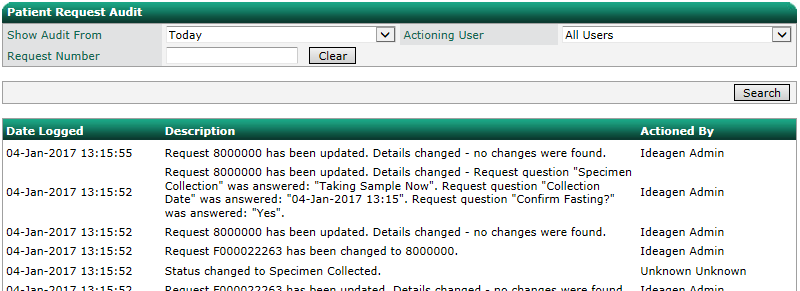 Patient Request Audit
Show Audit From Today Actioning User All Users
Request Number Clear
Search
Date Logged Description Actioned By
04-Jan-2017 13:15:55 Request 8000000 has been updated. Details changed - no changes were found. Ideagen Admin
Request 8000000 has been updated. Details changed - Request question "Specimen
Collection" was answered: "Taking Sample Now". Request question "Collection
04-Jan-2017 13:15:52 Date" was answered: "04-Jan-2017 13:15". Request question "Confirm Fasting?" Ideagen Admin
was answered: "Yes".
04-Jan-2017 13:15:52 Request 8000000 has been updated. Details changed - no changes were found. Ideagen Admin
04-Jan-2017 13:15:52 Request F000022263 has been changed to 8000000. Ideagen Admin
04-Jan-2017 13:15:52 Status changed to Specimen Collected. Unknown Unknown
04-Jan-2017 13:15:52 Request F000022263 has been updated. Details changed - no changes were found. Ideagen Admin